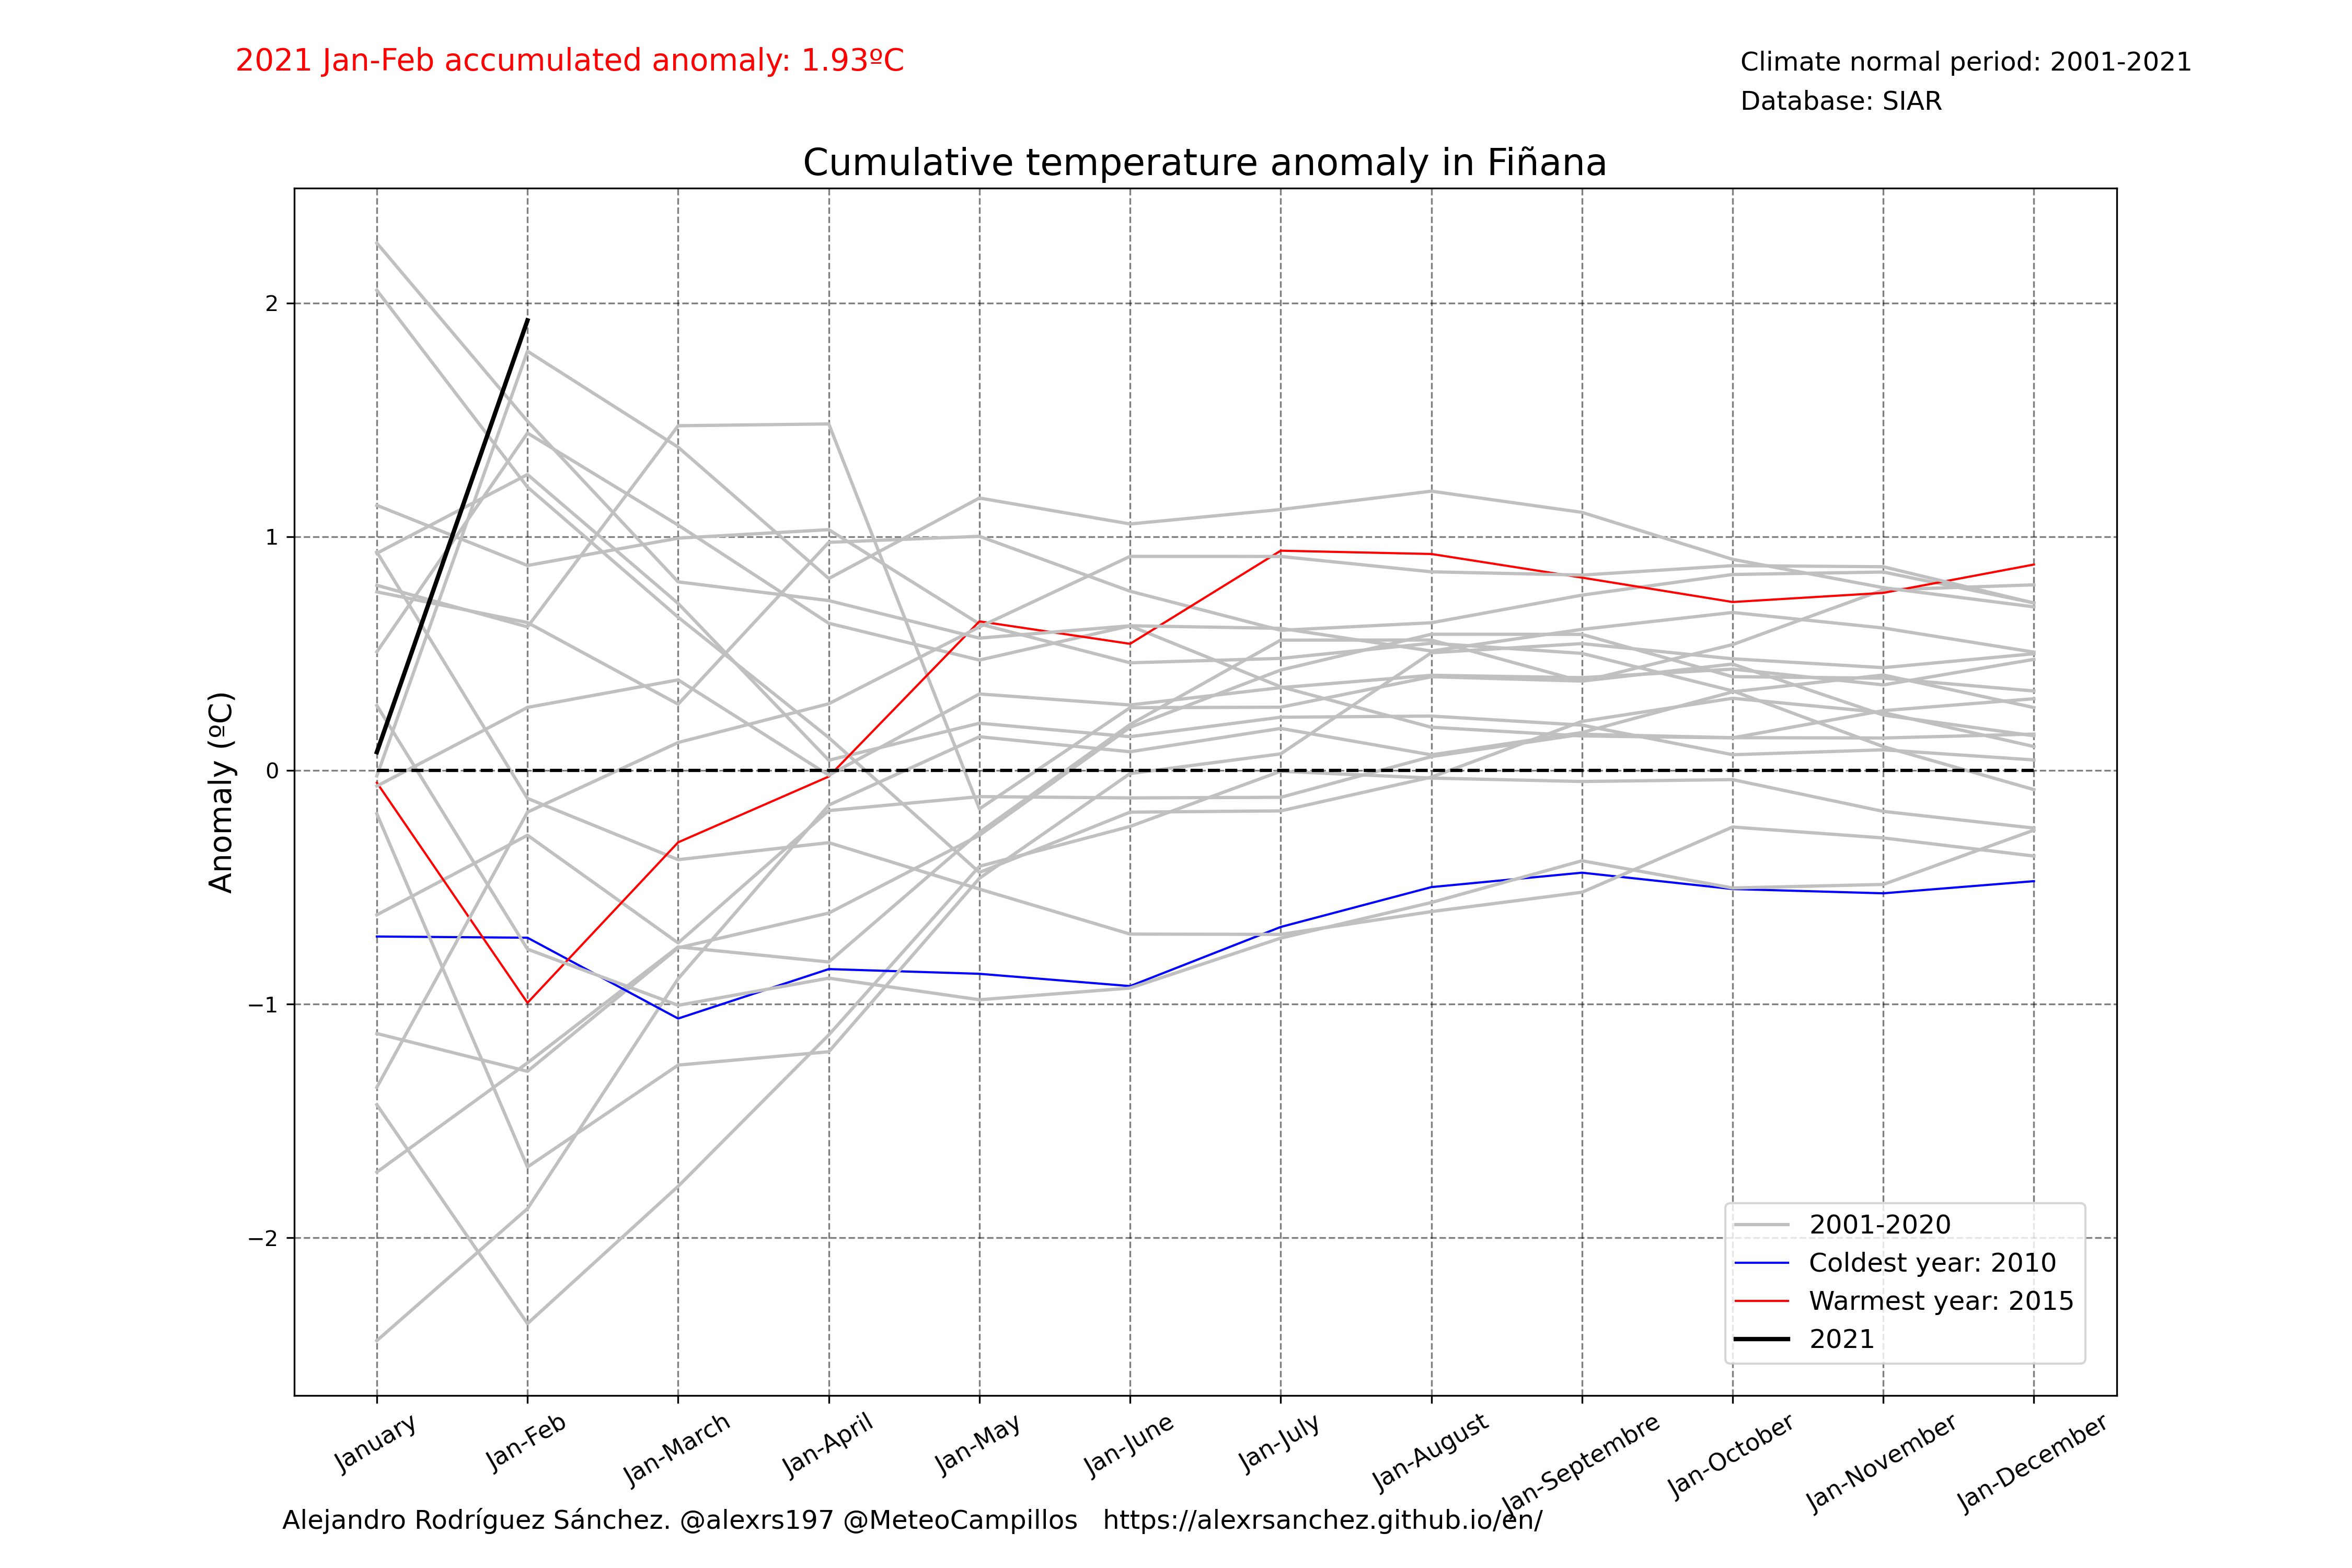 2021 Jan-Feb accumulated anomaly: 1.93ºC
Climate normal period: 2001-2021
Database: SIAR
Cumulative temperature anomaly in Fiñana
Anomaly (ºC)
2
1
0
−1
−2
2001-2020
Coldest year: 2010
Warmest year: 2015
2021
January
Jan-Feb
Jan-March
Jan-April
Jan-May
Jan-June
Jan-July
Jan-August
Jan-Septembre
Jan-October
Jan-November
Jan-December
Alejandro Rodríguez Sánchez. @alexrs197 @MeteoCampillos https://alexrsanchez.github.io/en/